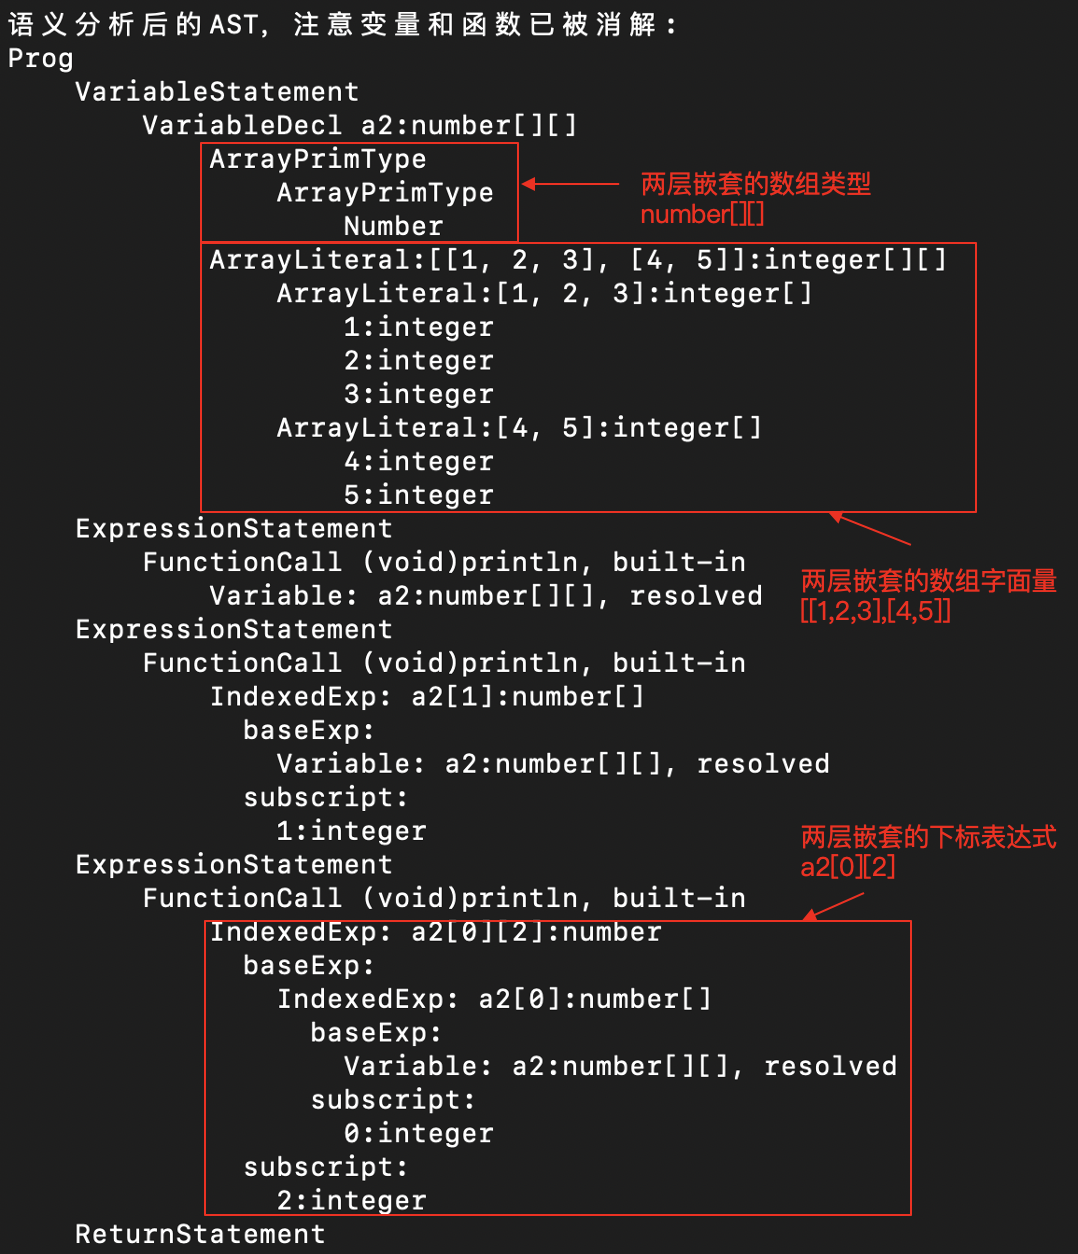 语义分析后的AST，注意变量和函数已被消解：
Prog
VariableStatement
VariableDecl a2:number[][]
ArrayPrimType
ArrayPrimType
Number
两层嵌套的数组类型
number[][]
ArrayLiteral:[[1, 2, 3], [4, 5]]:integer[][]
ArrayLiteral:[1, 2, 3]:integer[]
1:integer
2:integer
3:integer
ArrayLiteral:[4, 5]:integer[]
4:integer
5:integer
ExpressionStatement
FunctionCall (void)println, built-in
Variable: a2:number[][], resolved
两层嵌套的数组字面量
[[1,2,3],[4,5]]
ExpressionStatement
FunctionCall (void)println, built-in
IndexedExp: a2[1]:number[]
baseExp:
Variable: a2:number[][], resolved
subscript:
1:integer
两层嵌套的下标表达式
a2[0][2]
ExpressionStatement
FunctionCall (void)println, built-in
IndexedExp: a2[0][2]:number
baseExp:
IndexedExp: a2[0]:number[]
baseExp:
Variable: a2:number[][], resolved
subscript:
0:integer
subscript:
2:integer
ReturnStatement